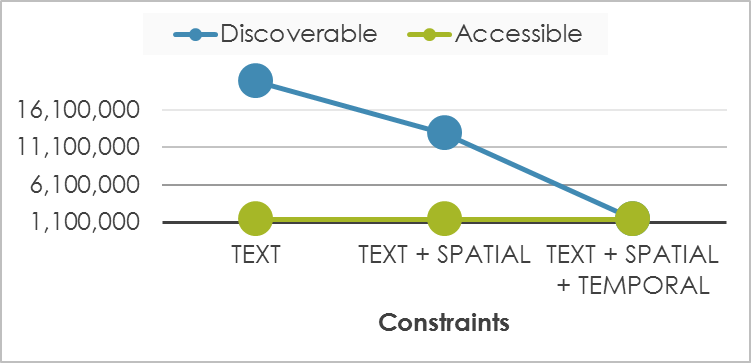 Discoverable Accessible
16,100,000
11,100,000
6,100,000
1,100,000
TEXT TEXT + SPATIAL TEXT + SPATIAL
+ TEMPORAL
Constraints